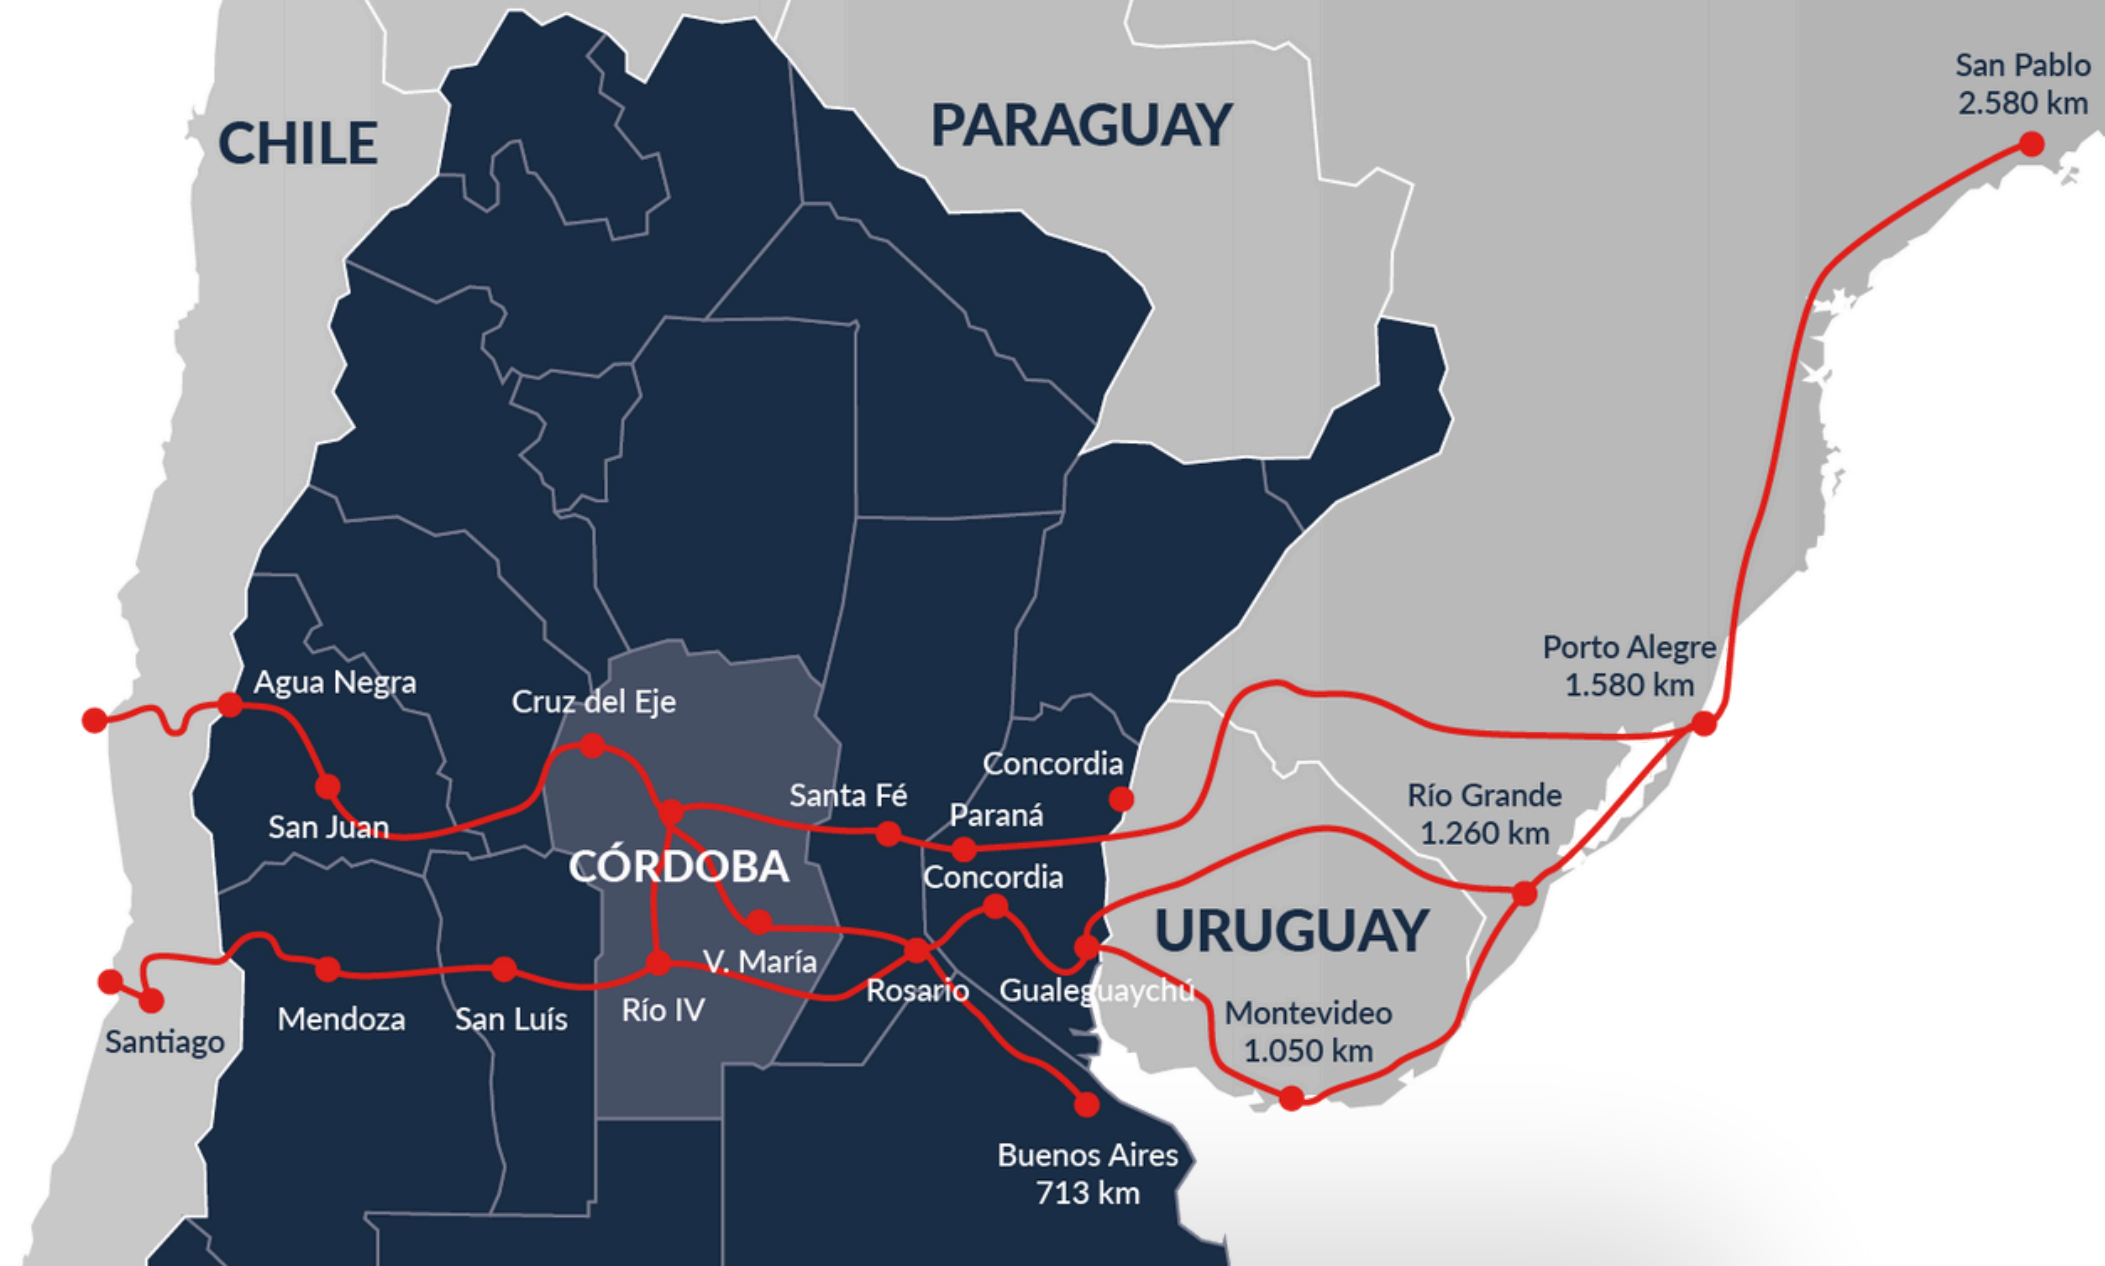 San Pablo
2.580 km
CHILE
PARAGUAY
Porto Alegre
1.580 km
Agua Negra
Cruz del Eje
Concordia
Santa Fé
Río Grande
1.260 km
Paraná
San Juan
CÓRDOBA
Concordia
URUGUAY
V. María
Rosario
Gualeguaychú
Río IV
Montevideo
1.050 km
Mendoza
San Luís
Santiago
Buenos Aires
713 km